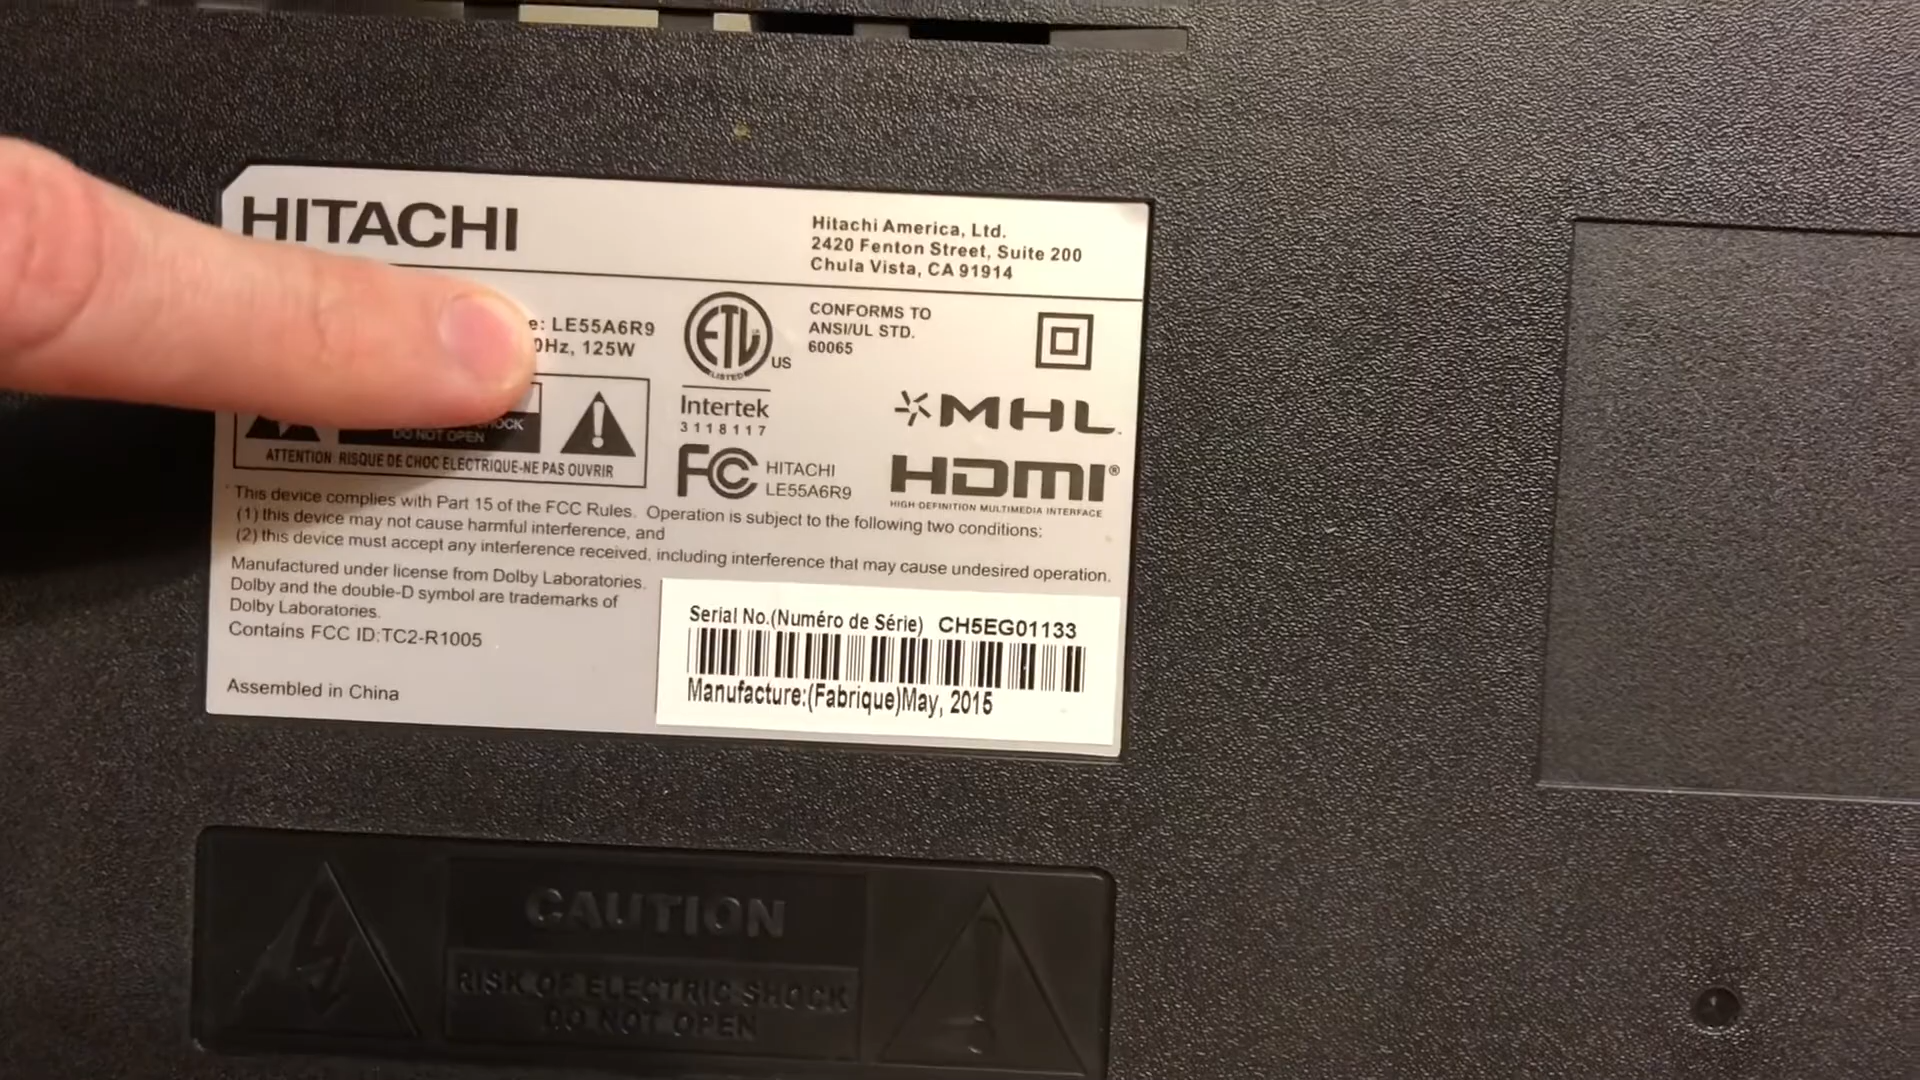 HITACHI
Hitachi America, Ltd.
2420 Fenton Street, Suite 200
Chula Vista, CA 91914
e: LE55A6R9
0Hz, 125W
ETL
LISTED
US
CONFORMS TO
ANSI/UL STD.
60065
Intertek
3118117
MHL
HOCK
DO NOT OPEN
ATTENTION RISQUE DE CHOC ELECTRIQUE-NE PAS OUVRIR
FC HITACHI
LE55A6R9
HDMI®
HIGH DEFINITION MULTIMEDIA INTERFACE
This device complies with Part 15 of the FCC Rules. Operation is subject to the following two conditions:
(1) this device may not cause harmful interference, and
(2) this device must accept any interference received, including interference that may cause undesired operation.
Manufactured under license from Dolby Laboratories.
Dolby and the double-D symbol are trademarks of
Dolby Laboratories.
Contains FCC ID:TC2-R1005
Assembled in China
Serial No.(Numéro de Série) CH5EG01133
Manufacture:(Fabrique)May, 2015
CAUTION
RISK OF ELECTRIC SHOCK
DO NOT OPEN